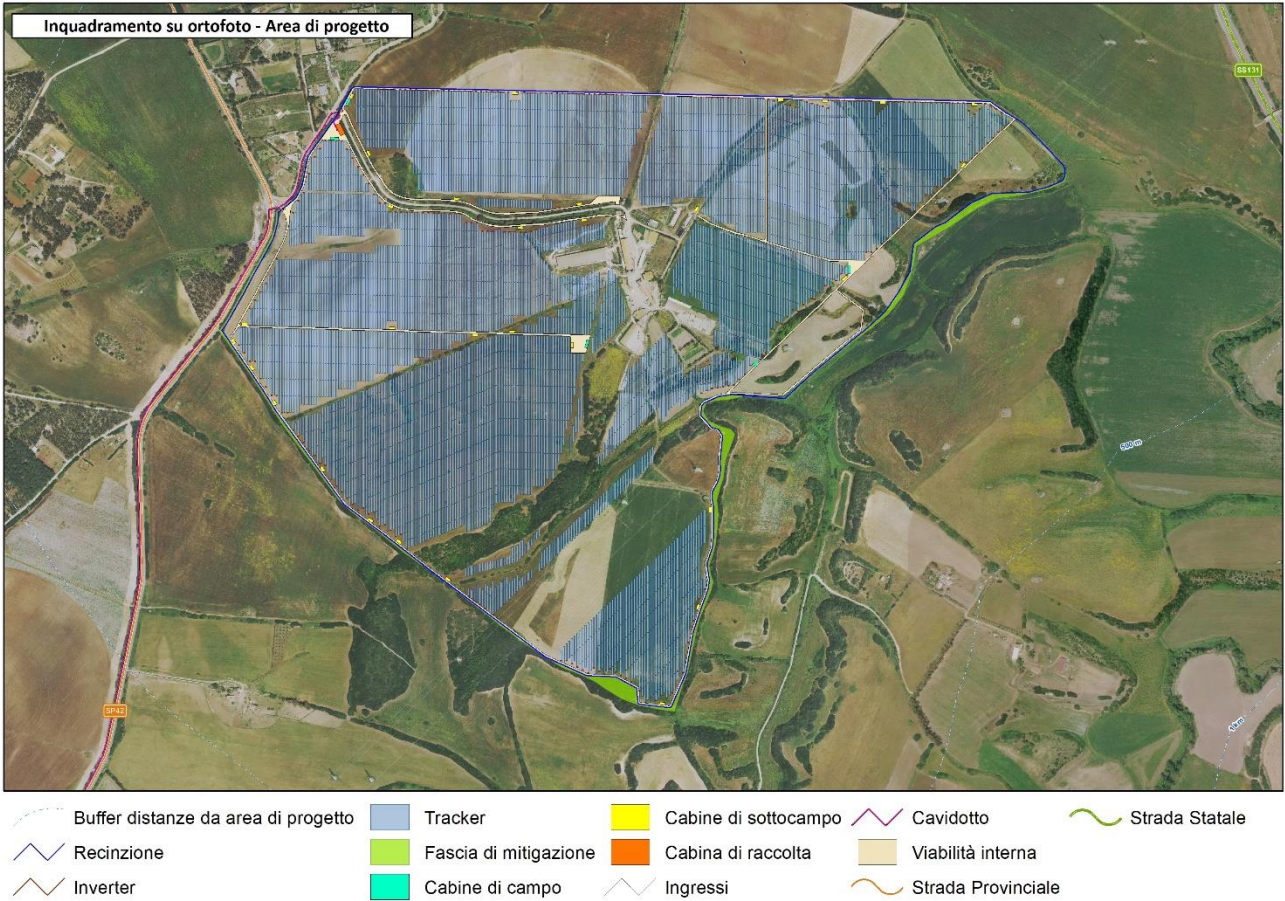 Inquadramento su ortofoto - Area di progetto
SS131
500 m
1 km
SP42
Buffer distanze da area di progetto
Tracker
Cabine di sottocampo
Cavidotto
Strada Statale
Recinzione
Fascia di mitigazione
Cabina di raccolta
Viabilità interna
Inverter
Cabine di campo
Ingressi
Strada Provinciale